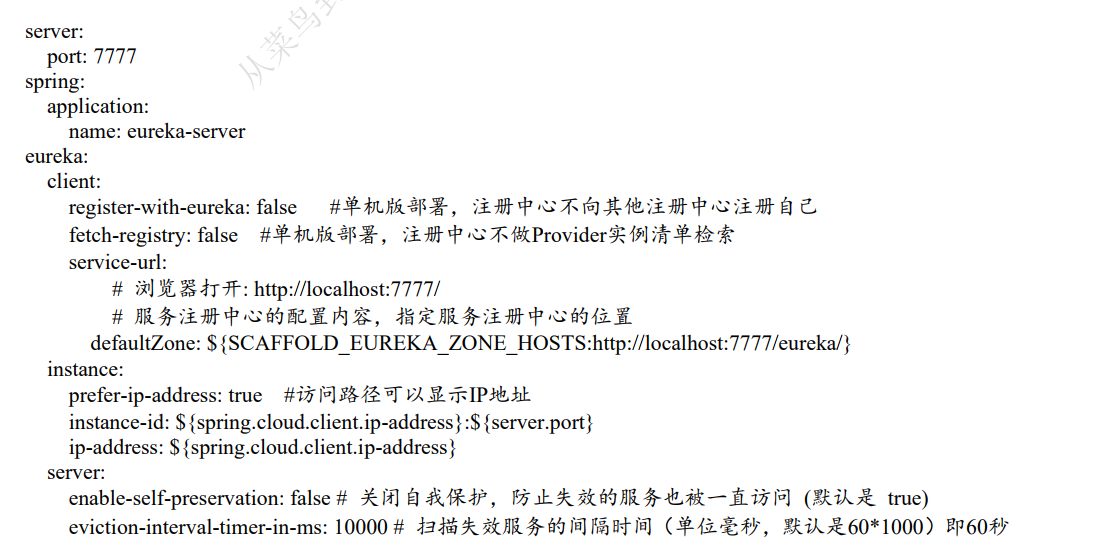 从菜鸟到
server:
  port: 7777
spring:
  application:
    name: eureka-server
eureka:
  client:
    register-with-eureka: false      #单机版部署，注册中心不向其他注册中心注册自己
    fetch-registry: false    #单机版部署，注册中心不做Provider实例清单检索
    service-url:
        # 浏览器打开: http://localhost:7777/
        # 服务注册中心的配置内容，指定服务注册中心的位置
      defaultZone: ${SCAFFOLD_EUREKA_ZONE_HOSTS:http://localhost:7777/eureka/}
  instance:
    prefer-ip-address: true    #访问路径可以显示IP地址
    instance-id: ${spring.cloud.client.ip-address}:${server.port}
    ip-address: ${spring.cloud.client.ip-address}
  server:
    enable-self-preservation: false # 关闭自我保护，防止失效的服务也被一直访问 (默认是 true)
    eviction-interval-timer-in-ms: 10000 # 扫描失效服务的间隔时间（单位毫秒，默认是60*1000）即60秒